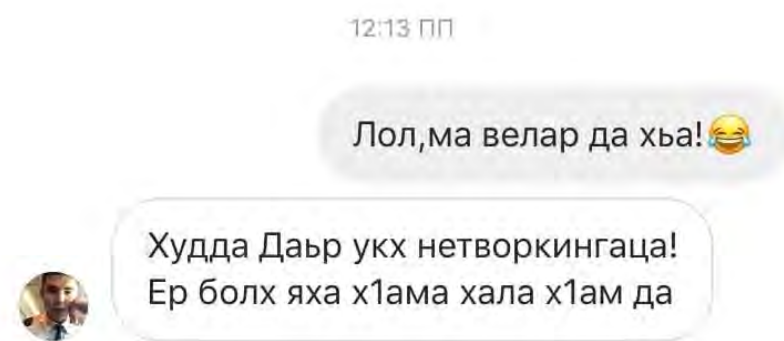 12:13 ПП
Лол,ма велар да хьа!😂
Худда Даьр укх нетворкингаца!
Ер болх яха х1ама хала х1ам да